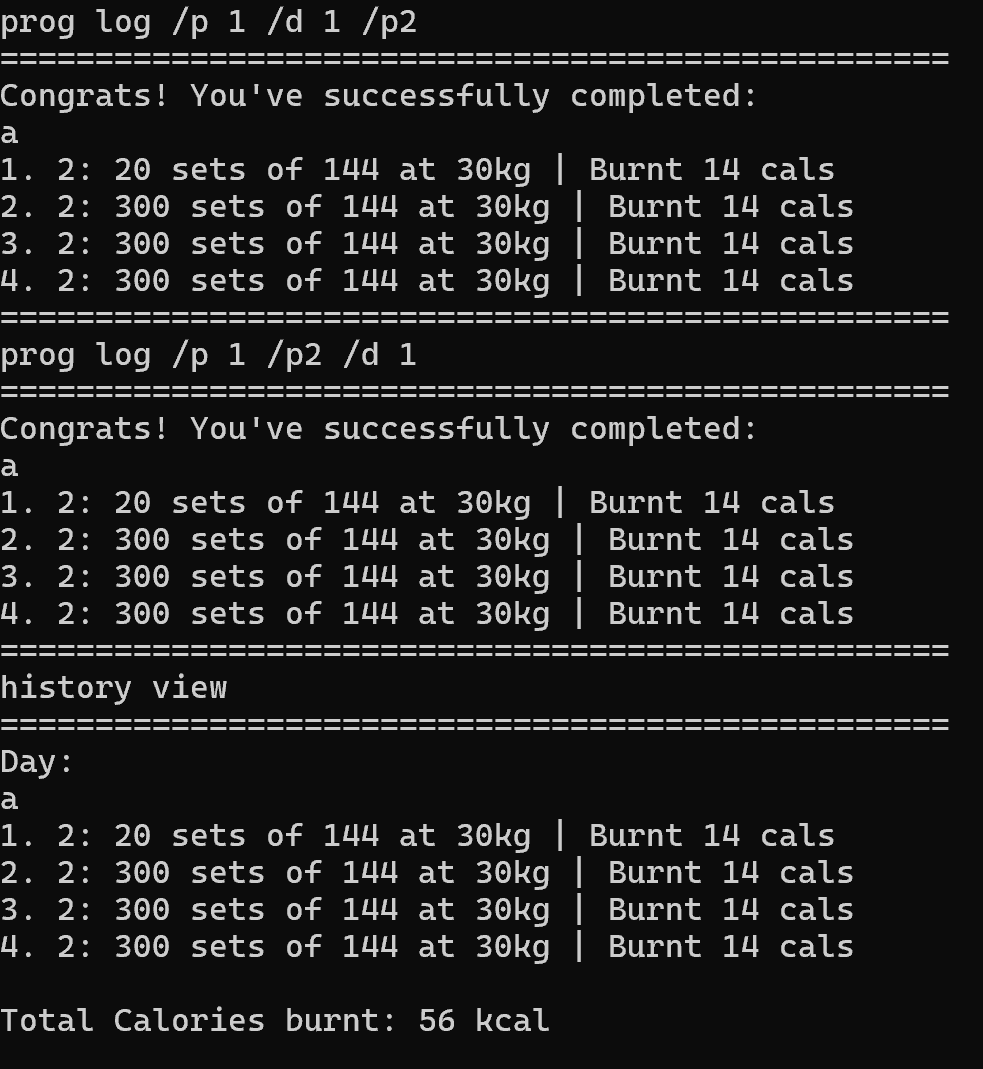 prog log /p 1 /d 1 /p2
==================================================
Congrats! You've successfully completed:
a
1. 2: 20 sets of 144 at 30kg | Burnt 14 cals
2. 2: 300 sets of 144 at 30kg | Burnt 14 cals
3. 2: 300 sets of 144 at 30kg | Burnt 14 cals
4. 2: 300 sets of 144 at 30kg | Burnt 14 cals
==================================================
prog log /p 1 /p2 /d 1
==================================================
Congrats! You've successfully completed:
a
1. 2: 20 sets of 144 at 30kg | Burnt 14 cals
2. 2: 300 sets of 144 at 30kg | Burnt 14 cals
3. 2: 300 sets of 144 at 30kg | Burnt 14 cals
4. 2: 300 sets of 144 at 30kg | Burnt 14 cals
==================================================
history view
==================================================
Day:
a
1. 2: 20 sets of 144 at 30kg | Burnt 14 cals
2. 2: 300 sets of 144 at 30kg | Burnt 14 cals
3. 2: 300 sets of 144 at 30kg | Burnt 14 cals
4. 2: 300 sets of 144 at 30kg | Burnt 14 cals

Total Calories burnt: 56 kcal